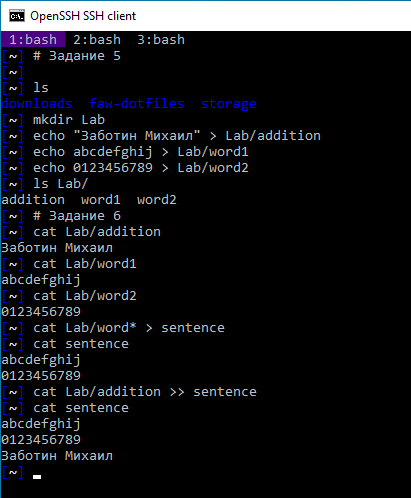 OpenSSH SSH client
1:bash 2:bash 3:bash
[~] # Задание 5
[~]
[~] ls
downloads faw-dotfiles storage
[~] mkdir Lab
[~] echo "Заботин Михаил" > Lab/addition
[~] echo abcdefghij > Lab/word1
[~] echo 0123456789 > Lab/word2
[~] ls Lab/
addition word1 word2
[~] # Задание 6
[~] cat Lab/addition
Заботин Михаил
[~] cat Lab/word1
abcdefghij
[~] cat Lab/word2
0123456789
[~] cat Lab/word* > sentence
[~] cat sentence
abcdefghij
0123456789
[~] cat Lab/addition >> sentence
[~] cat sentence
abcdefghij
0123456789
Заботин Михаил
[~]